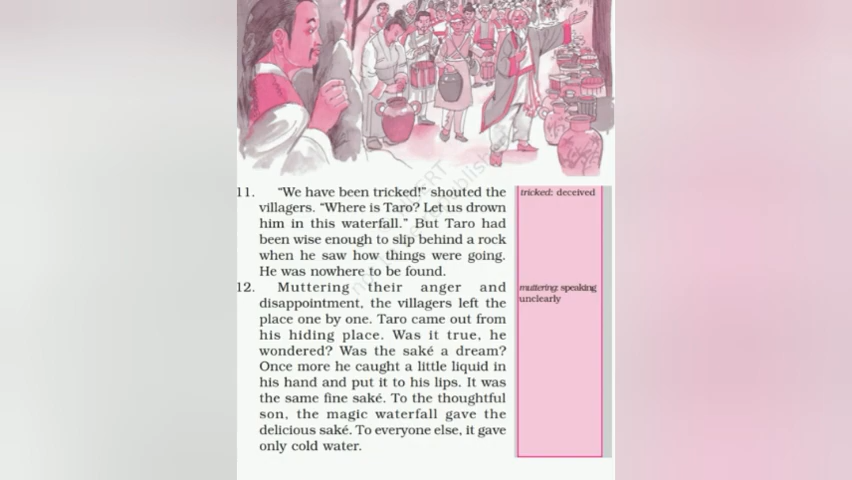 11. "We have been tricked!" shouted the
villagers. "Where is Taro? Let us drown
him in this waterfall." But Taro had
been wise enough to slip behind a rock
when he saw how things were going.
He was nowhere to be found.
12. Muttering their anger and
disappointment, the villagers left the
place one by one. Taro came out from
his hiding place. Was it true, he
wondered? Was the saké a dream?
Once more he caught a little liquid in
his hand and put it to his lips. It was
the same fine saké. To the thoughtful
son, the magic waterfall gave the
delicious saké. To everyone else, it gave
only cold water.
tricked: deceived
muttering: speaking
unclearly